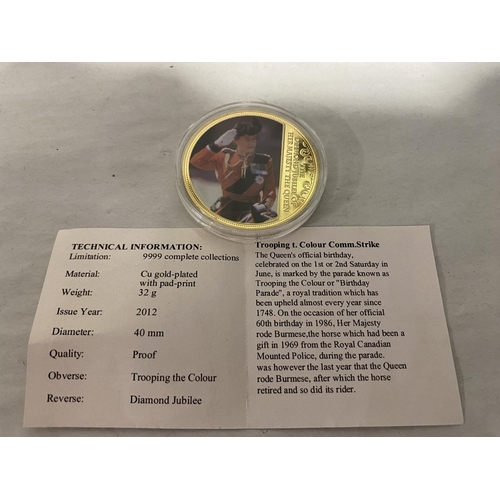 HER MAJESTY THE QUEEN
TECHNICAL INFORMATION:
Limitation: 9999 complete collections
Material: Cu gold-plated
with pad-print
Weight: 32 g
Issue Year: 2012
Diameter: 40 mm
Quality: Proof
Obverse: Trooping the Colour
Reverse: Diamond Jubilee
Trooping t. Colour Comm.Strike
The Queen's official birthday,
celebrated on the 1st or 2nd Saturday in
June, is marked by the parade known as
Trooping the Colour or "Birthday
Parade", a royal tradition which has
been upheld almost every year since
1748. On the occasion of her official
60th birthday in 1986, Her Majesty
rode Burmese,the horse which had been a
gift in 1969 from the Royal Canadian
Mounted Police, during the parade.
was however the last year that the Queen
rode Burmese, after which the horse
retired and so did its rider.